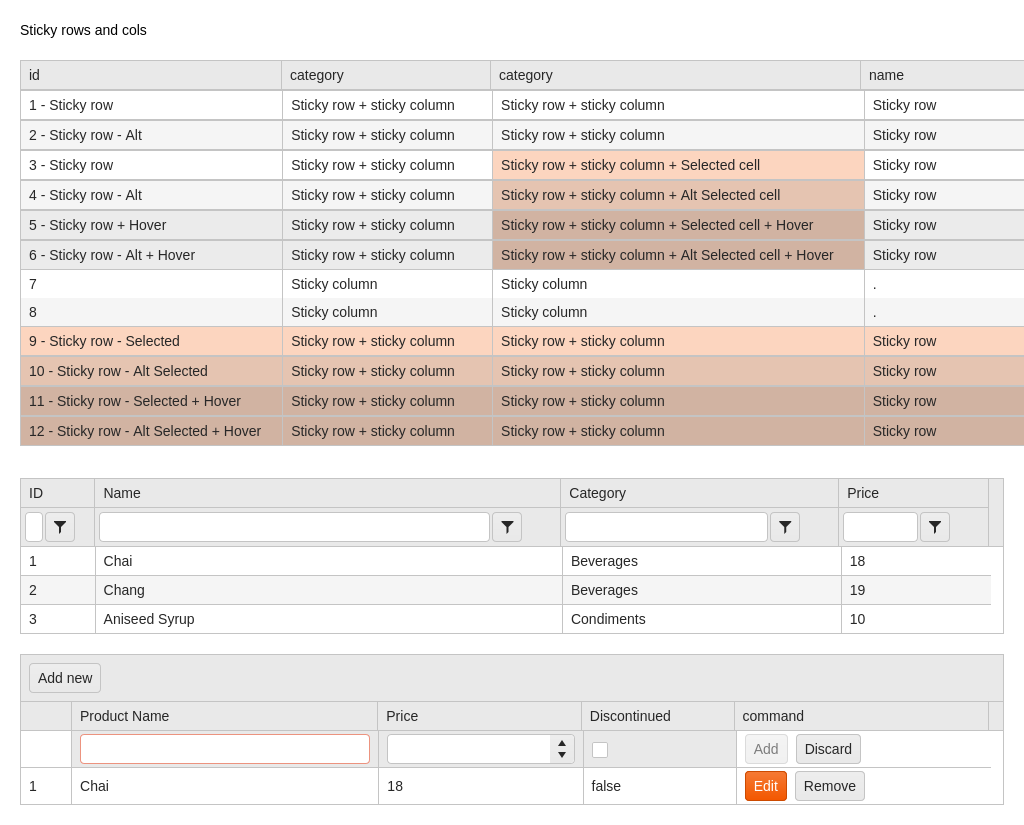 Sticky rows and cols
id category category name
1 - Sticky row Sticky row + sticky column Sticky row + sticky column Sticky row
2 - Sticky row - Alt Sticky row + sticky column Sticky row + sticky column Sticky row
3 - Sticky row Sticky row + sticky column Sticky row + sticky column + Selected cell Sticky row
4 - Sticky row - Alt Sticky row + sticky column Sticky row + sticky column + Alt Selected cell Sticky row
5 - Sticky row + Hover Sticky row + sticky column Sticky row + sticky column + Selected cell + Hover Sticky row
6 - Sticky row - Alt + Hover Sticky row + sticky column Sticky row + sticky column + Alt Selected cell + Hover Sticky row
7 Sticky column Sticky column .
8 Sticky column Sticky column .
9 - Sticky row - Selected Sticky row + sticky column Sticky row + sticky column Sticky row
10 - Sticky row - Alt Selected Sticky row + sticky column Sticky row + sticky column Sticky row
11 - Sticky row - Selected + Hover Sticky row + sticky column Sticky row + sticky column Sticky row
12 - Sticky row - Alt Selected + Hover Sticky row + sticky column Sticky row + sticky column Sticky row
ID Name Category Price
1 Chai Beverages 18
2 Chang Beverages 19
3 Aniseed Syrup Condiments 10
Add new
Product Name Price Discontinued command
Add Discard
1 Chai 18 false Edit Remove